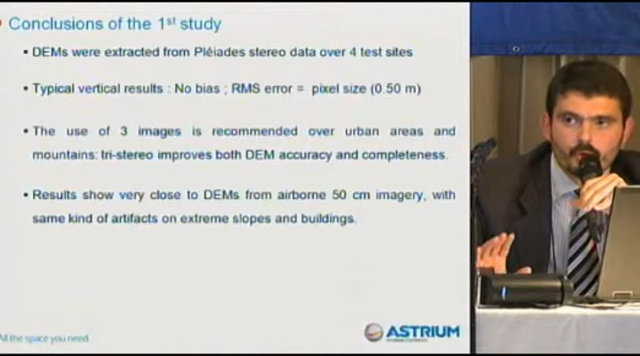 Conclusions of the 1st study
• DEMs were extracted from Pléiades stereo data over 4 test sites
• Typical vertical results : No bias ; RMS error = pixel size (0.50 m)
• The use of 3 images is recommended over urban areas and
mountains: tri-stereo improves both DEM accuracy and completeness.
• Results show very close to DEMs from airborne 50 cm imagery, with
same kind of artifacts on extreme slopes and buildings.
All the space you need
ASTRIUM